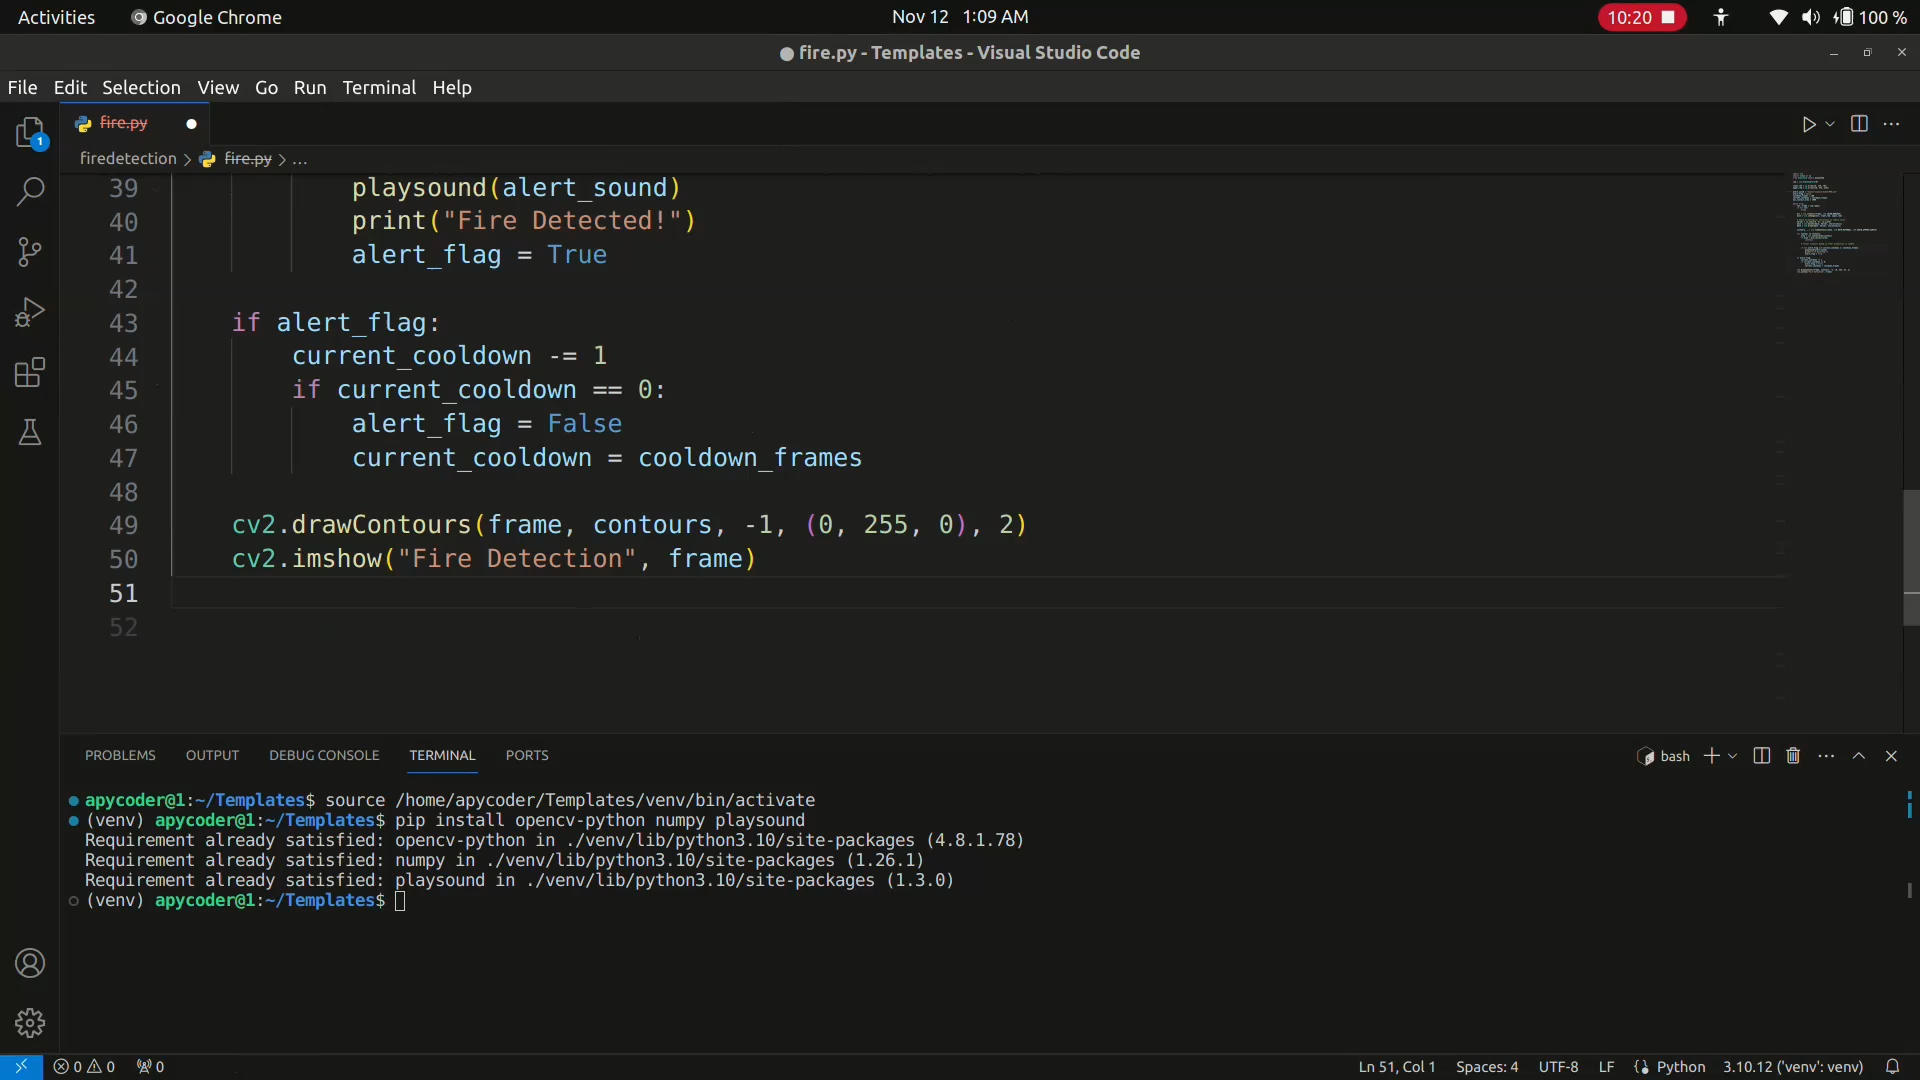 Activities Google Chrome Nov 12 1:09 AM 10:20 100 %
fire.py - Templates - Visual Studio Code
File Edit Selection View Go Run Terminal Help
1
fire.py
firedetection > fire.py > ...
39 playsound(alert_sound)
40 print("Fire Detected!")
41 alert_flag = True
42
43 if alert_flag:
44 current_cooldown -= 1
45 if current_cooldown == 0:
46 alert_flag = False
47 current_cooldown = cooldown_frames
48
49 cv2.drawContours(frame, contours, -1, (0, 255, 0), 2)
50 cv2.imshow("Fire Detection", frame)
51
52
PROBLEMS OUTPUT DEBUG CONSOLE TERMINAL PORTS bash
apycoder@1:~/Templates$ source /home/apycoder/Templates/venv/bin/activate
(venv) apycoder@1:~/Templates$ pip install opencv-python numpy playsound
Requirement already satisfied: opencv-python in ./venv/lib/python3.10/site-packages (4.8.1.78)
Requirement already satisfied: numpy in ./venv/lib/python3.10/site-packages (1.26.1)
Requirement already satisfied: playsound in ./venv/lib/python3.10/site-packages (1.3.0)
(venv) apycoder@1:~/Templates$
0 0 0 Ln 51, Col 1 Spaces: 4 UTF-8 LF Python 3.10.12 ('venv': venv)